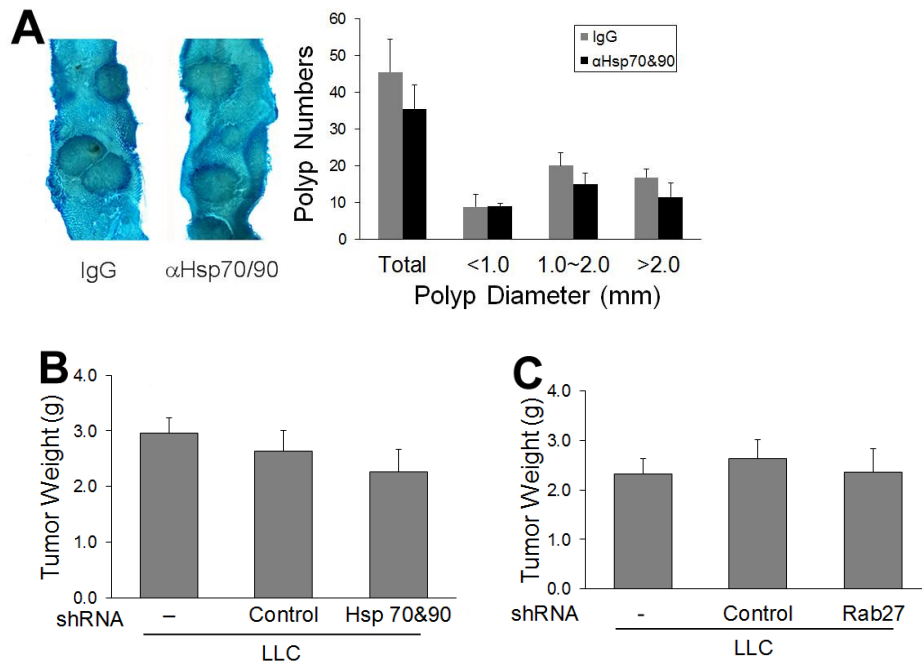 A
IgG
αHsp70/90
Polyp Numbers
60
50
40
30
20
10
0
IgG
αHsp70&90
Total <1.0 1.0~2.0 >2.0
Polyp Diameter (mm)
B
Tumor Weight (g)
4.0
3.0
2.0
1.0
0.0
shRNA – Control Hsp 70&90
LLC
C
Tumor Weight (g)
4.0
3.0
2.0
1.0
0.0
shRNA - Control Rab27
LLC